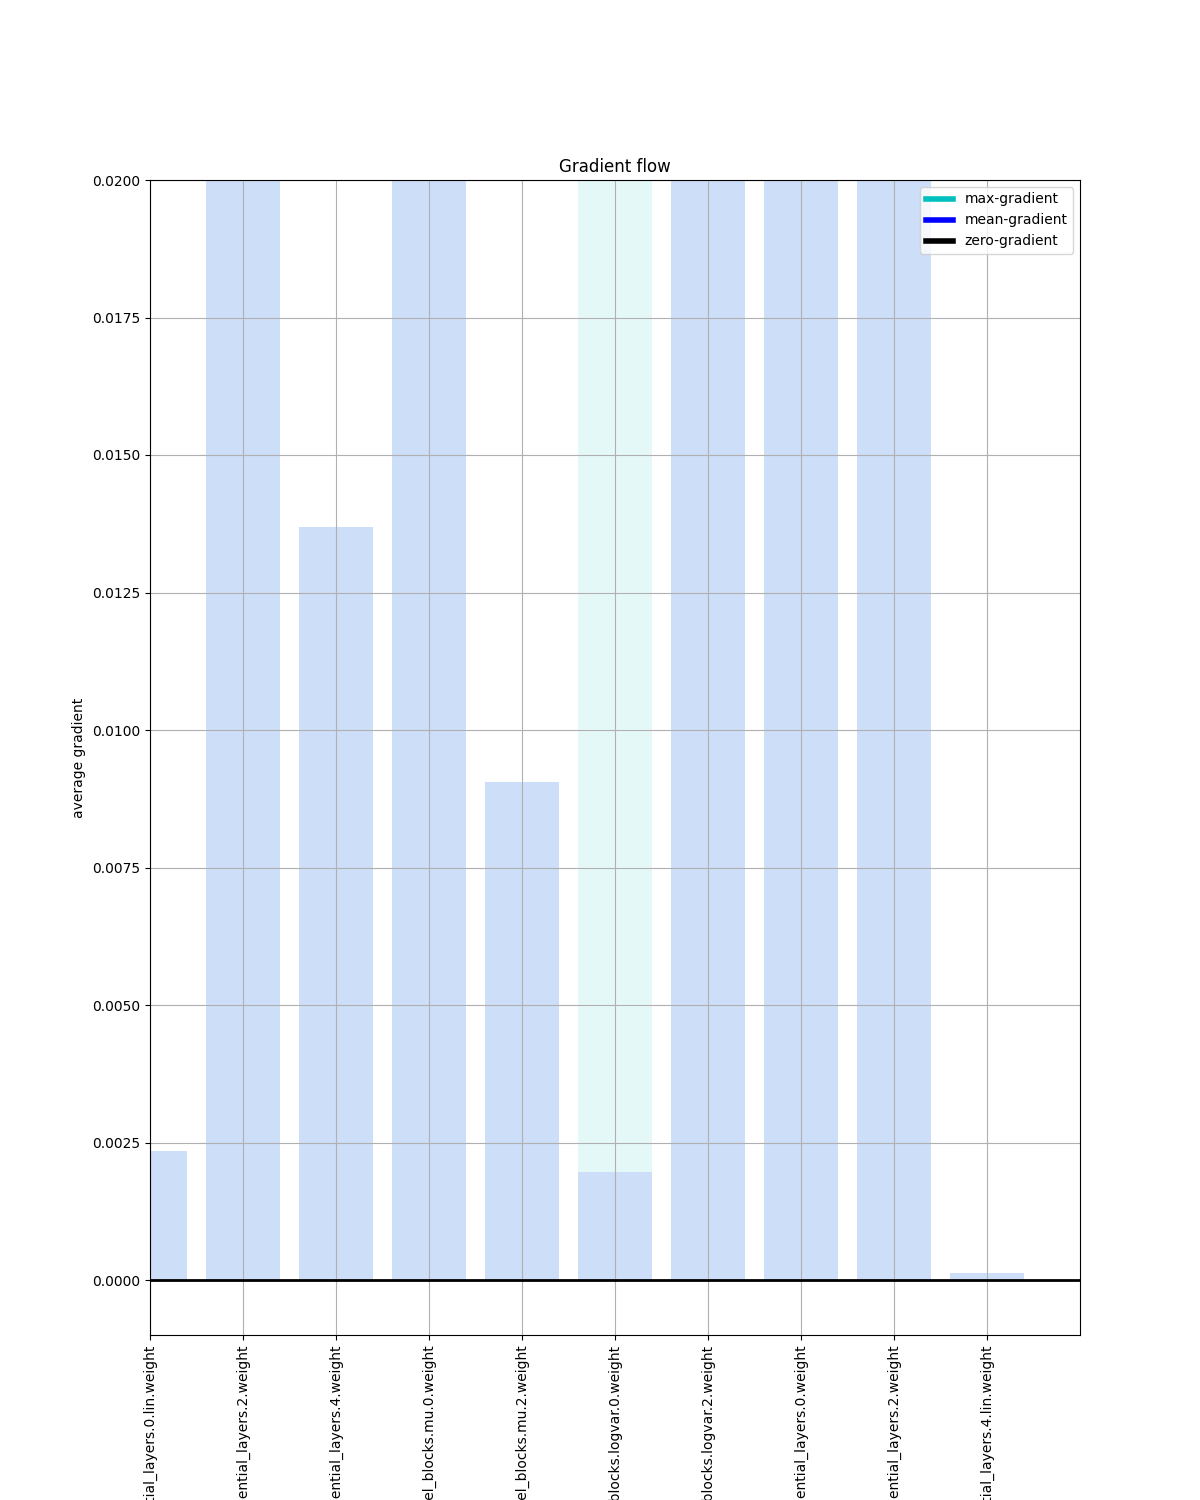 Gradient flow
max-gradient
mean-gradient
zero-gradient
0.0200
0.0175
0.0150
0.0125
0.0100
0.0075
0.0050
0.0025
0.0000
average gradient
tial_layers.0.lin.weight
ential_layers.2.weight
ential_layers.4.weight
el_blocks.mu.0.weight
el_blocks.mu.2.weight
blocks.logvar.0.weight
blocks.logvar.2.weight
ential_layers.0.weight
ential_layers.2.weight
tial_layers.4.lin.weight